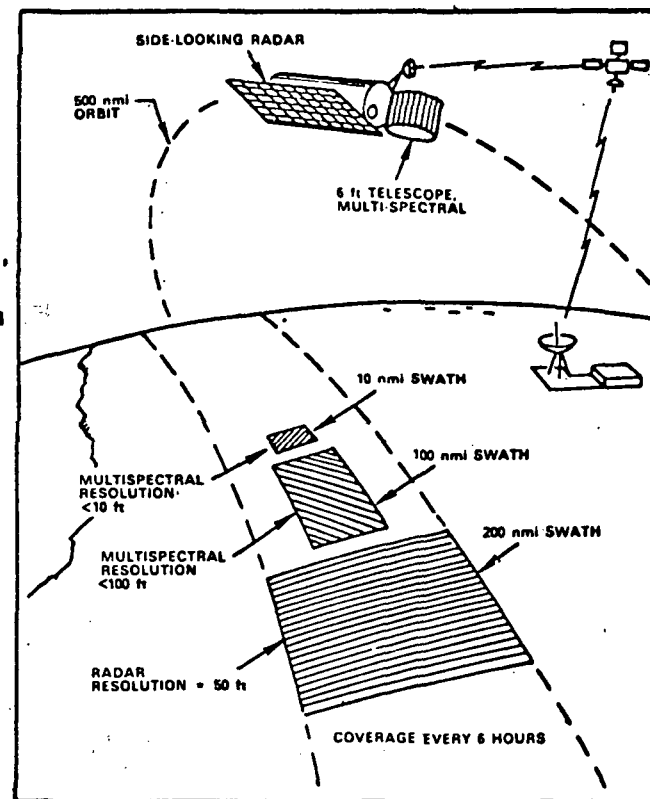 SIDE-LOOKING RADAR
500 nmi
ORBIT
6 ft TELESCOPE,
MULTI-SPECTRAL
10 nmi SWATH
MULTISPECTRAL
RESOLUTION
<10 ft
100 nmi SWATH
MULTISPECTRAL
RESOLUTION
<100 ft
200 nmi SWATH
RADAR
RESOLUTION = 50 ft
COVERAGE EVERY 6 HOURS